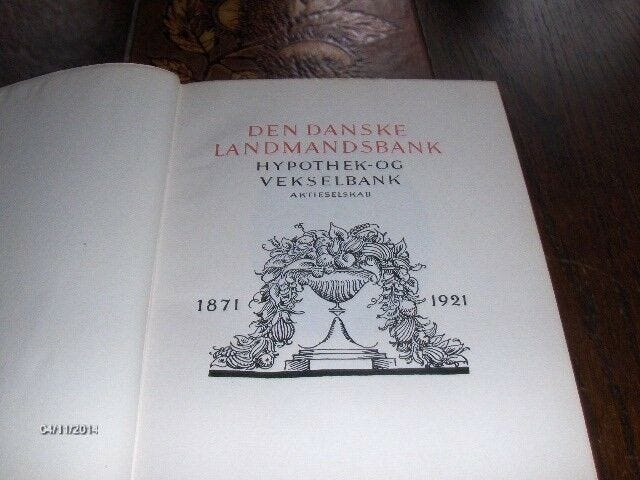 DEN DANSKE
LANDMANDSBANK
HYPOTHEK-OG
VEKSELBANK
AKTIESELSKAB
1871 1921
04/11/2014